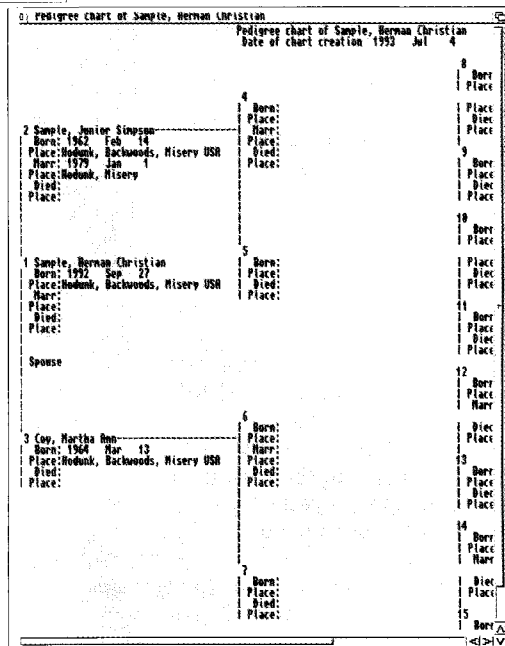 Pedigree chart of Sample, Herman Christian
Pedigree chart of Sample, Herman Christian
Date of chart creation 1993 Jul 4
8
Born
Place
4
Born:
Place:
Marr:
Place:
Died:
Place:
Place
Died
Place
2 Sample, Junior Simpson
Born: 1962 Feb 14
Place: Hodunk, Backwoods, Misery USA
Marr: 1979 Jan 1
Place: Hodunk, Misery
Died:
Place:
9
Born
Place
Died
Place
10
Born
Place
5
Born:
Place:
Died:
Place:
Place
Died
Place
1 Sample, Herman Christian
Born: 1992 Sep 27
Place: Hodunk, Backwoods, Misery USA
Marr:
Place:
Died:
Place:
Spouse
11
Born
Place
Died
Place
12
Born
Place
Marr
6
Born:
Place:
Marr:
Place:
Died:
Place:
Died
Place
3 Coy, Martha Ann
Born: 1964 Mar 13
Place: Hodunk, Backwoods, Misery USA
Died:
Place:
13
Born
Place
Died
Place
14
Born
Place
Marr
7
Born:
Place:
Died:
Place:
Died
Place
15
Born